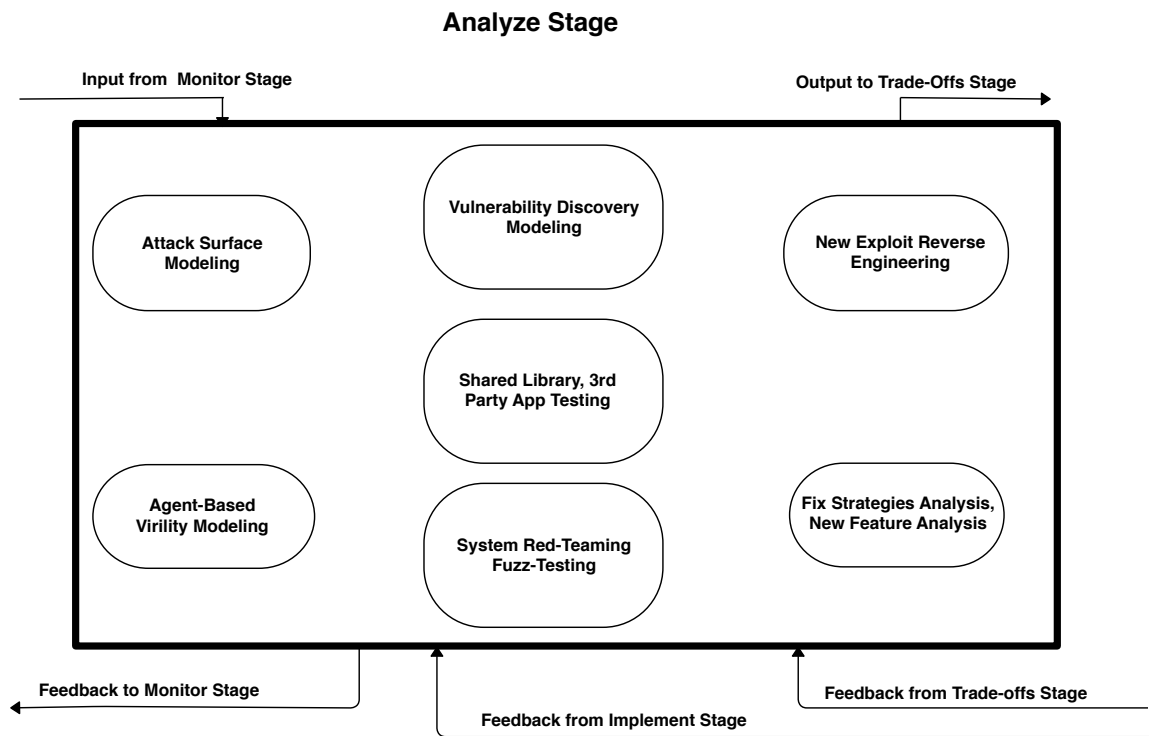 Analyze Stage
Input from Monitor Stage
Output to Trade-Offs Stage
Attack Surface
Modeling
Vulnerability Discovery
Modeling
New Exploit Reverse
Engineering
Shared Library, 3rd
Party App Testing
Agent-Based
Virility Modeling
System Red-Teaming
Fuzz-Testing
Fix Strategies Analysis,
New Feature Analysis
Feedback to Monitor Stage
Feedback from Implement Stage
Feedback from Trade-offs Stage